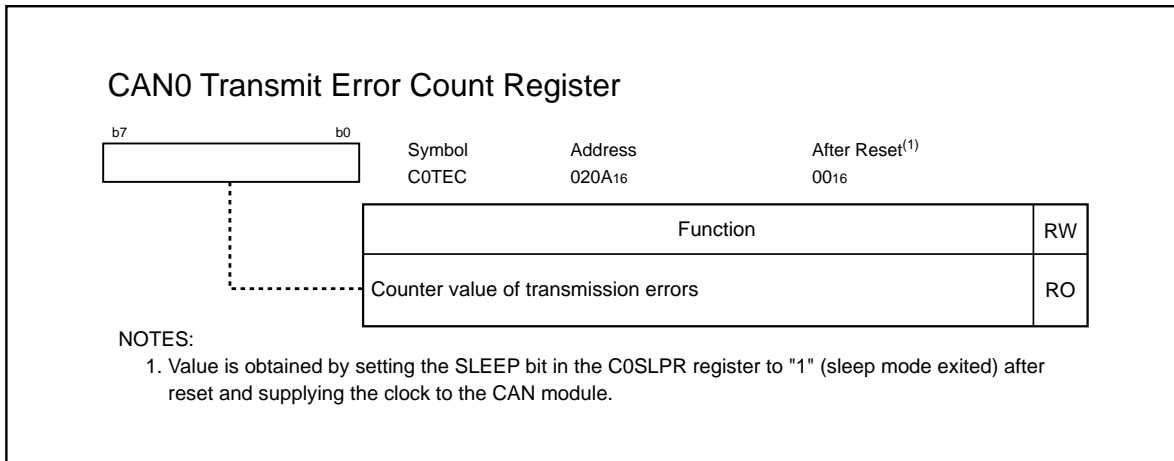 CAN0 Transmit Error Count Register
b7 b0
Symbol Address After Reset(1)
C0TEC 020A16 0016
Function RW
Counter value of transmission errors RO
NOTES:
1. Value is obtained by setting the SLEEP bit in the C0SLPR register to "1" (sleep mode exited) after
reset and supplying the clock to the CAN module.